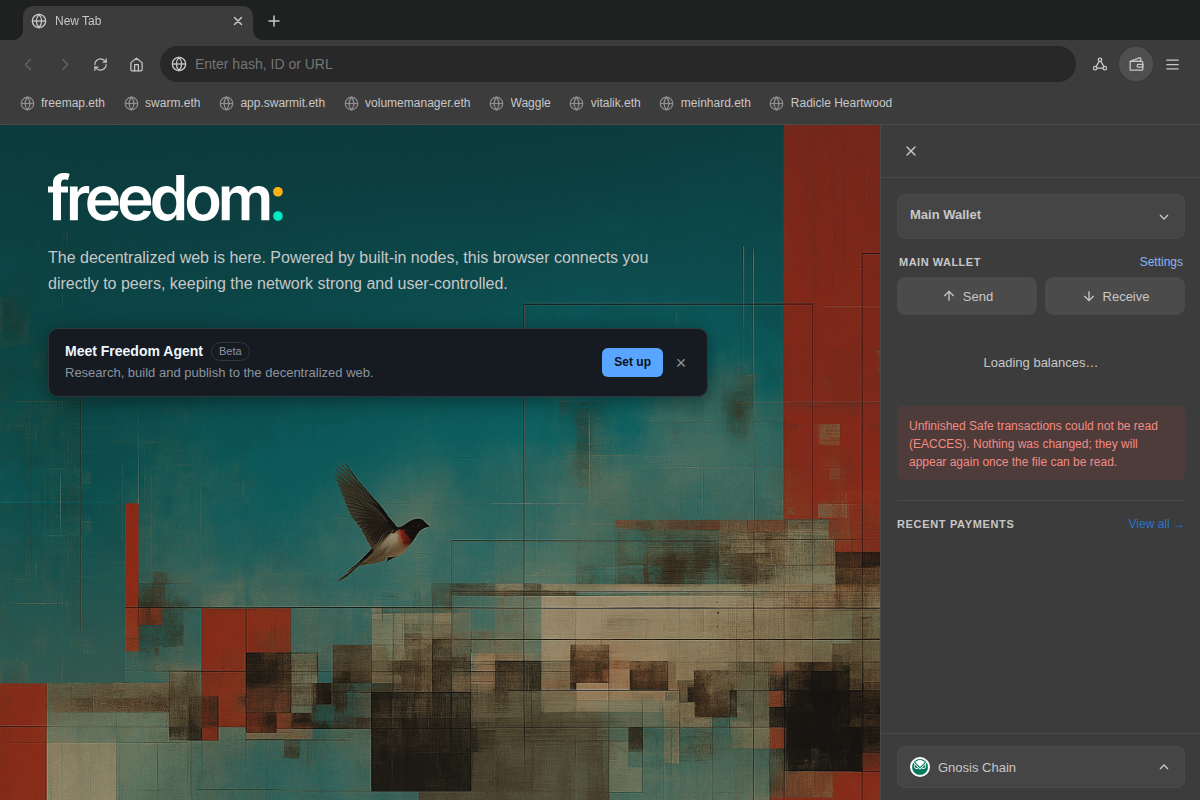 New Tab
Enter hash, ID or URL
freemap.eth
swarm.eth
app.swarmit.eth
volumemanager.eth
Waggle
vitalik.eth
meinhard.eth
Radicle Heartwood
freedom:
The decentralized web is here. Powered by built-in nodes, this browser connects you
directly to peers, keeping the network strong and user-controlled.
Meet Freedom Agent Beta
Research, build and publish to the decentralized web.
Set up
Main Wallet
MAIN WALLET
Settings
Send
Receive
Loading balances…
Unfinished Safe transactions could not be read
(EACCES). Nothing was changed; they will
appear again once the file can be read.
RECENT PAYMENTS
View all →
Gnosis Chain